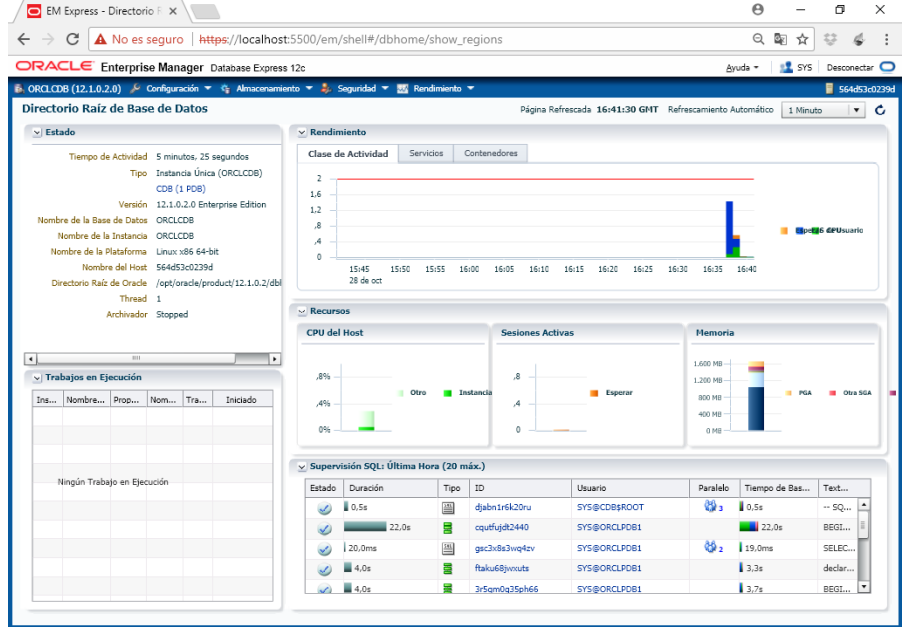 EM Express - Directorio R
No es seguro | https://localhost:5500/em/shell#/dbhome/show_regions
ORACLE Enterprise Manager Database Express 12c
Ayuda SYS Desconectar
ORCLCDB (12.1.0.2.0) Configuración Almacenamiento Seguridad Rendimiento 564d53c0239d
Directorio Raíz de Base de Datos
Página Refrescada 16:41:30 GMT Refrescamiento Automático 1 Minuto
Estado
Tiempo de Actividad 5 minutos, 25 segundos
Tipo Instancia Única (ORCLCDB)
CDB (1 PDB)
Versión 12.1.0.2.0 Enterprise Edition
Nombre de la Base de Datos ORCLCDB
Nombre de la Instancia ORCLCDB
Nombre de la Plataforma Linux x86 64-bit
Nombre del Host 564d53c0239d
Directorio Raíz de Oracle /opt/oracle/product/12.1.0.2/dbl
Thread 1
Archivador Stopped
Trabajos en Ejecución
Ins... Nombre... Prop... Nom... Tra... Iniciado
Ningún Trabajo en Ejecución
Rendimiento
Clase de Actividad Servicios Contenedores
2
1,6
1,2
,8
,4
0
15:45 15:50 15:55 16:00 16:05 16:10 16:15 16:20 16:25 16:30 16:35 16:40
28 de oct
Recursos
CPU del Host
,8%
,4%
0%
Otro Instancia
Sesiones Activas
,8
,4
0
Esperar
Memoria
1.600 MB
1.200 MB
800 MB
400 MB
0 MB
PGA Otra SGA
Supervisión SQL: Última Hora (20 máx.)
Estado Duración Tipo ID Usuario Paralelo Tiempo de Bas... Text...
0,5s djabn1r6k20ru SYS@CDB$ROOT 3 0,5s -- SQ...
22,0s cqutfujdt2440 SYS@ORCLPDB1 22,0s BEGI...
20,0ms gsc3x8s3wq4zv SYS@ORCLPDB1 2 19,0ms SELEC...
4,0s ftaku68jwxuts SYS@ORCLPDB1 3,3s declar...
4,0s 3r5qm0q35ph66 SYS@ORCLPDB1 3,7s BEGI...